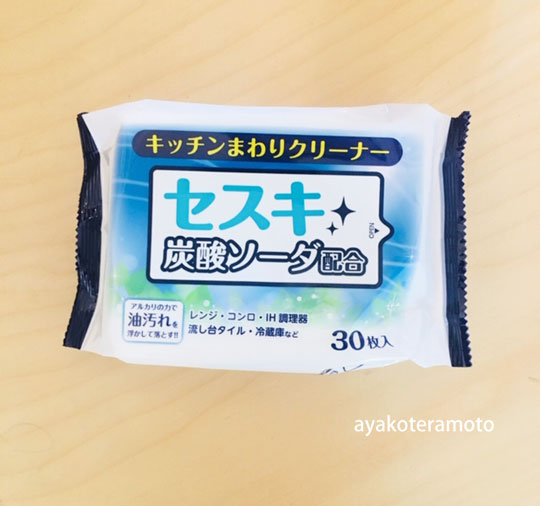 キッチンまわりクリーナー
セスキ
炭酸ソーダ配合
OPEN
アルカリの力で
油汚れを
浮かして落とす!!
レンジ・コンロ・IH調理器
流し台タイル・冷蔵庫など
30枚入
ayakoteramoto